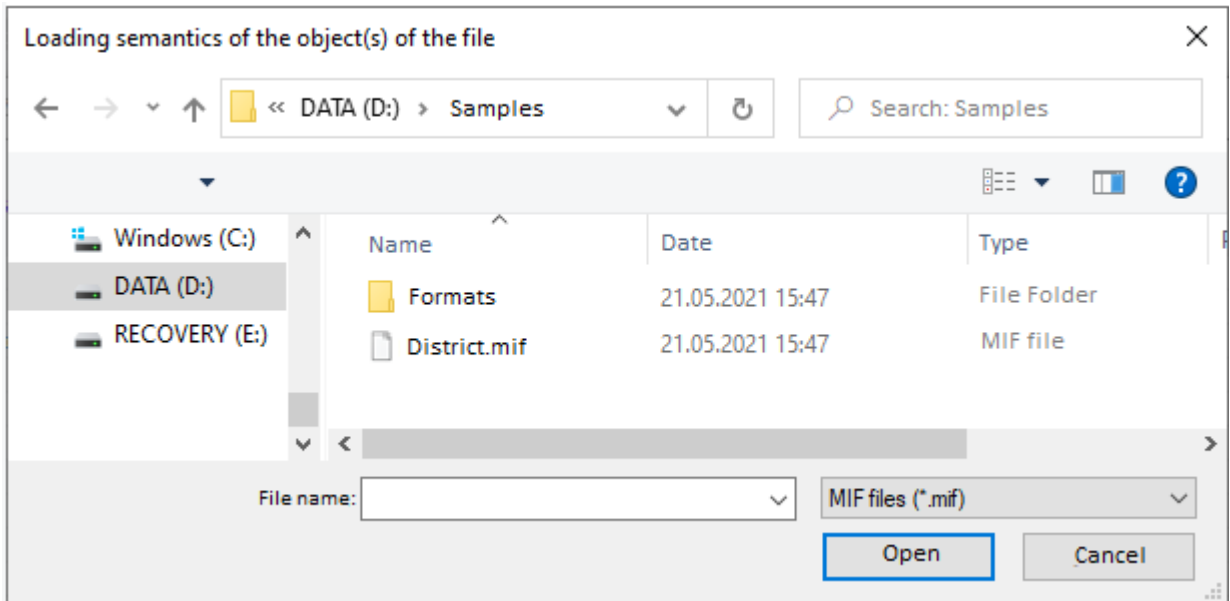 Loading semantics of the object(s) of the file
« DATA (D:) › Samples
Search: Samples
Windows (C:)
DATA (D:)
RECOVERY (E:)
Name Date Type
Formats 21.05.2021 15:47 File Folder
District.mif 21.05.2021 15:47 MIF file
File name:
MIF files (*.mif)
Open Cancel